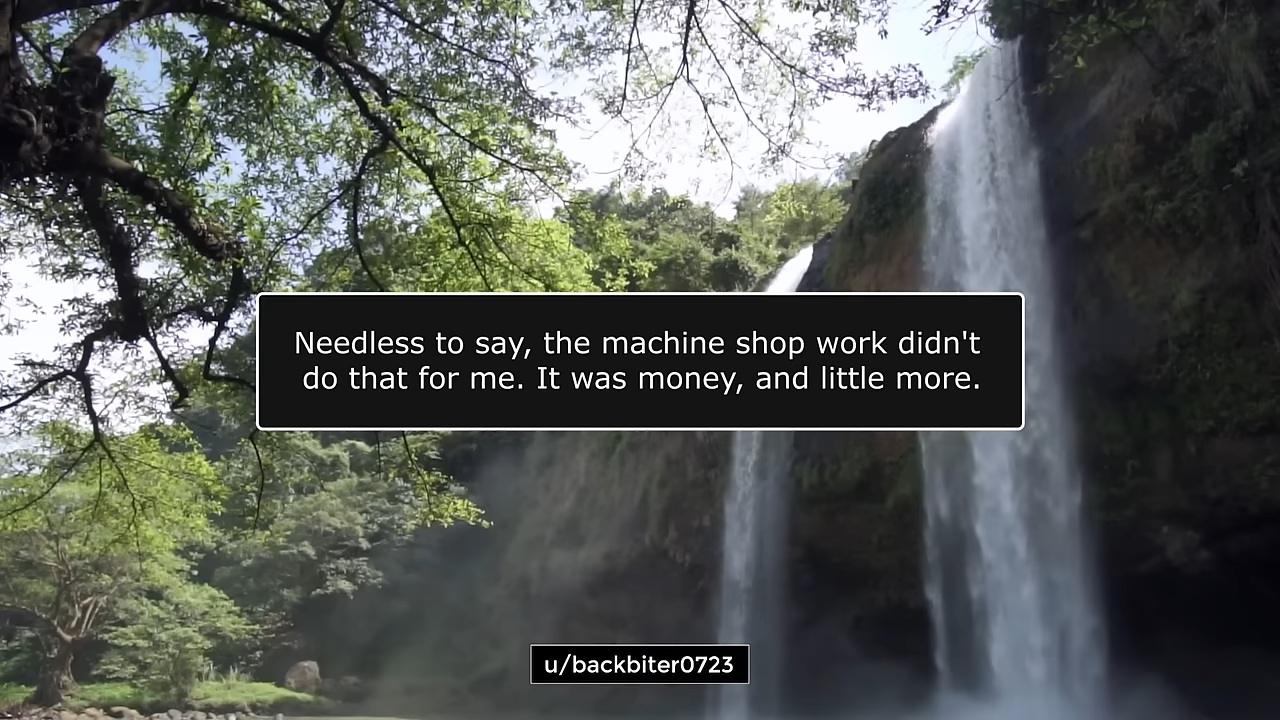 Needless to say, the machine shop work didn't
do that for me. It was money, and little more.
u/backbiter0723